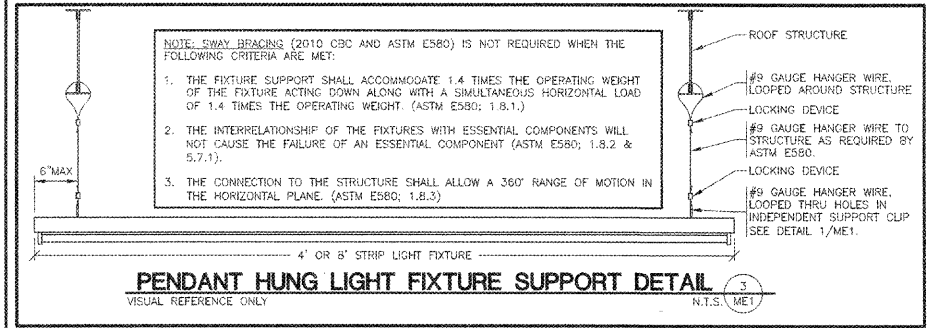 NOTE: SWAY BRACING (2010 CBC AND ASTM E580) IS NOT REQUIRED WHEN THE
FOLLOWING CRITERIA ARE MET:
1. THE FIXTURE SUPPORT SHALL ACCOMMODATE 1.4 TIMES THE OPERATING WEIGHT
OF THE FIXTURE ACTING DOWN ALONG WITH A SIMULTANEOUS HORIZONTAL LOAD
OF 1.4 TIMES THE OPERATING WEIGHT. (ASTM E580; 1.8.1.)
2. THE INTERRELATIONSHIP OF THE FIXTURES WITH ESSENTIAL COMPONENTS WILL
NOT CAUSE THE FAILURE OF AN ESSENTIAL COMPONENT (ASTM E580; 1.8.2 &
5.7.1).
3. THE CONNECTION TO THE STRUCTURE SHALL ALLOW A 360° RANGE OF MOTION IN
THE HORIZONTAL PLANE. (ASTM E580; 1.8.3)
6"MAX
ROOF STRUCTURE
#9 GAUGE HANGER WIRE,
LOOPED AROUND STRUCTURE
LOCKING DEVICE
#9 GAUGE HANGER WIRE TO
STRUCTURE AS REQUIRED BY
ASTM E580.
LOCKING DEVICE
#9 GAUGE HANGER WIRE,
LOOPED THRU HOLES IN
INDEPENDENT SUPPORT CLIP
SEE DETAIL 1/ME1.
4' OR 8' STRIP LIGHT FIXTURE
PENDANT HUNG LIGHT FIXTURE SUPPORT DETAIL
VISUAL REFERENCE ONLY
N.T.S.
3
ME1